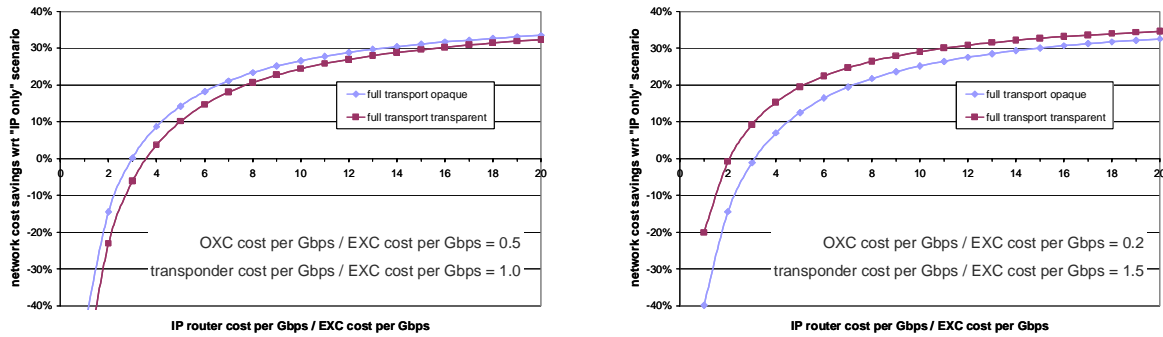 40%
30%
20%
10%
0%
-10%
-20%
-30%
-40%
network cost savings wrt "IP only" scenario
0 2 4 6 8 10 12 14 16 18 20
full transport opaque
full transport transparent
OXC cost per Gbps / EXC cost per Gbps = 0.5
transponder cost per Gbps / EXC cost per Gbps = 1.0
IP router cost per Gbps / EXC cost per Gbps
40%
30%
20%
10%
0%
-10%
-20%
-30%
-40%
network cost savings wrt "IP only" scenario
0 2 4 6 8 10 12 14 16 18 20
full transport opaque
full transport transparent
OXC cost per Gbps / EXC cost per Gbps = 0.2
transponder cost per Gbps / EXC cost per Gbps = 1.5
IP router cost per Gbps / EXC cost per Gbps